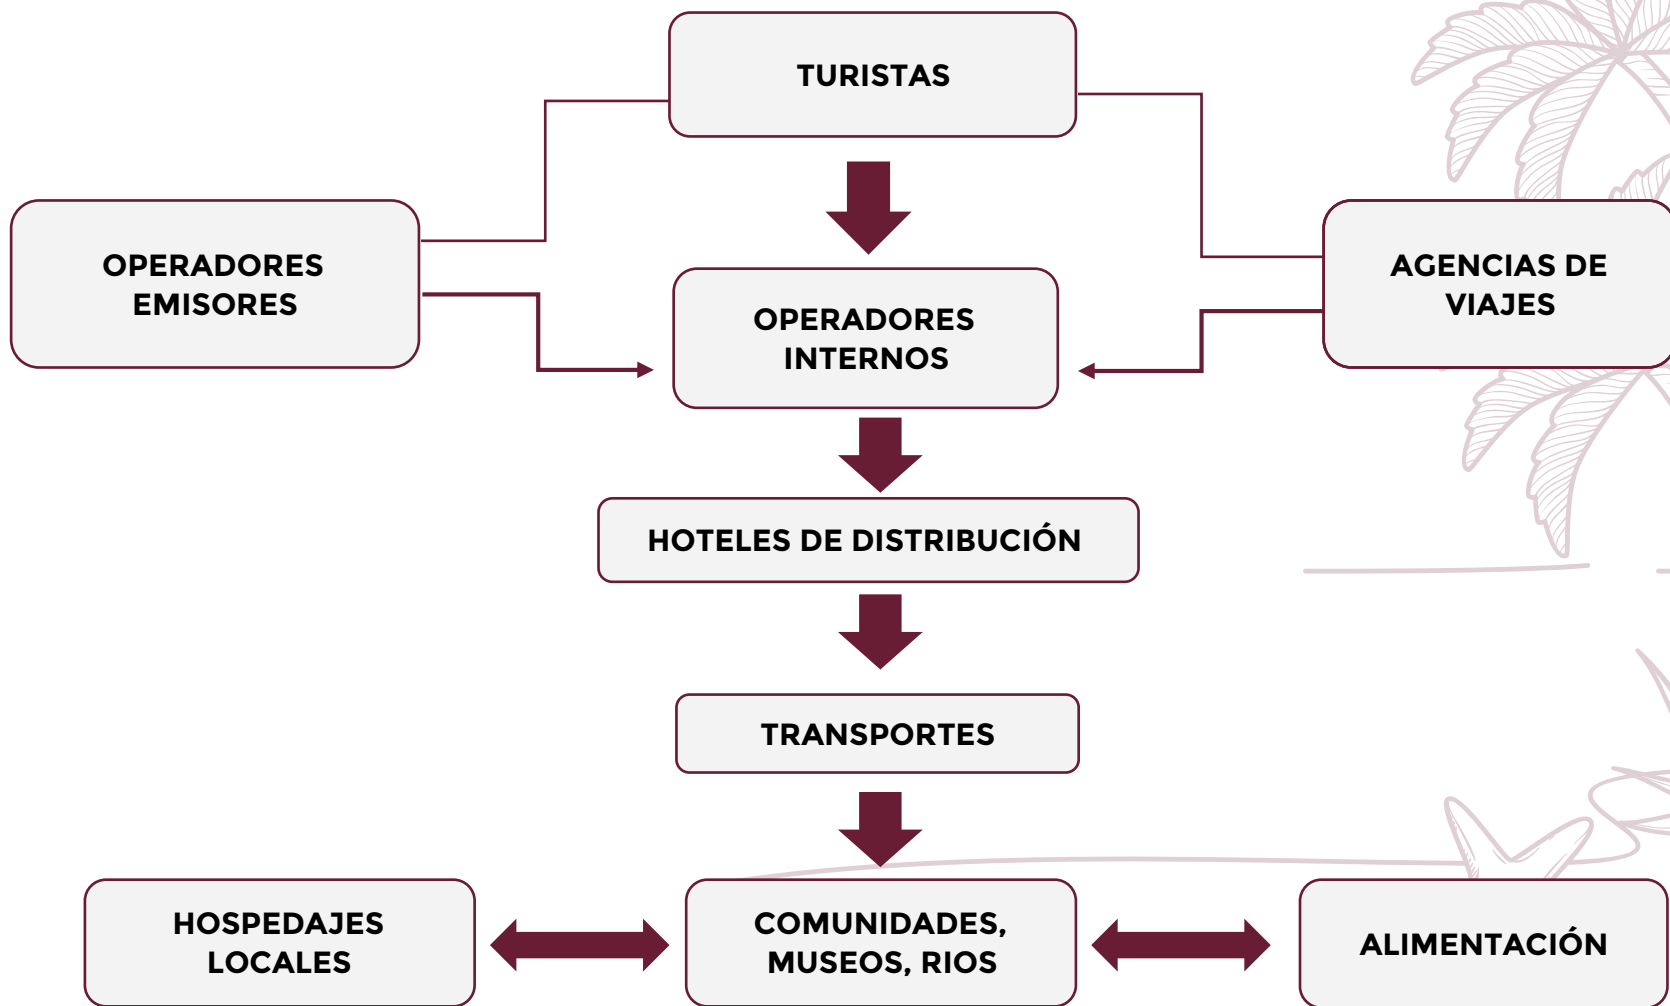 TURISTAS
OPERADORES
EMISORES
AGENCIAS DE
VIAJES
OPERADORES
INTERNOS
HOTELES DE DISTRIBUCIÓN
TRANSPORTES
HOSPEDAJES
LOCALES
COMUNIDADES,
MUSEOS, RIOS
ALIMENTACIÓN